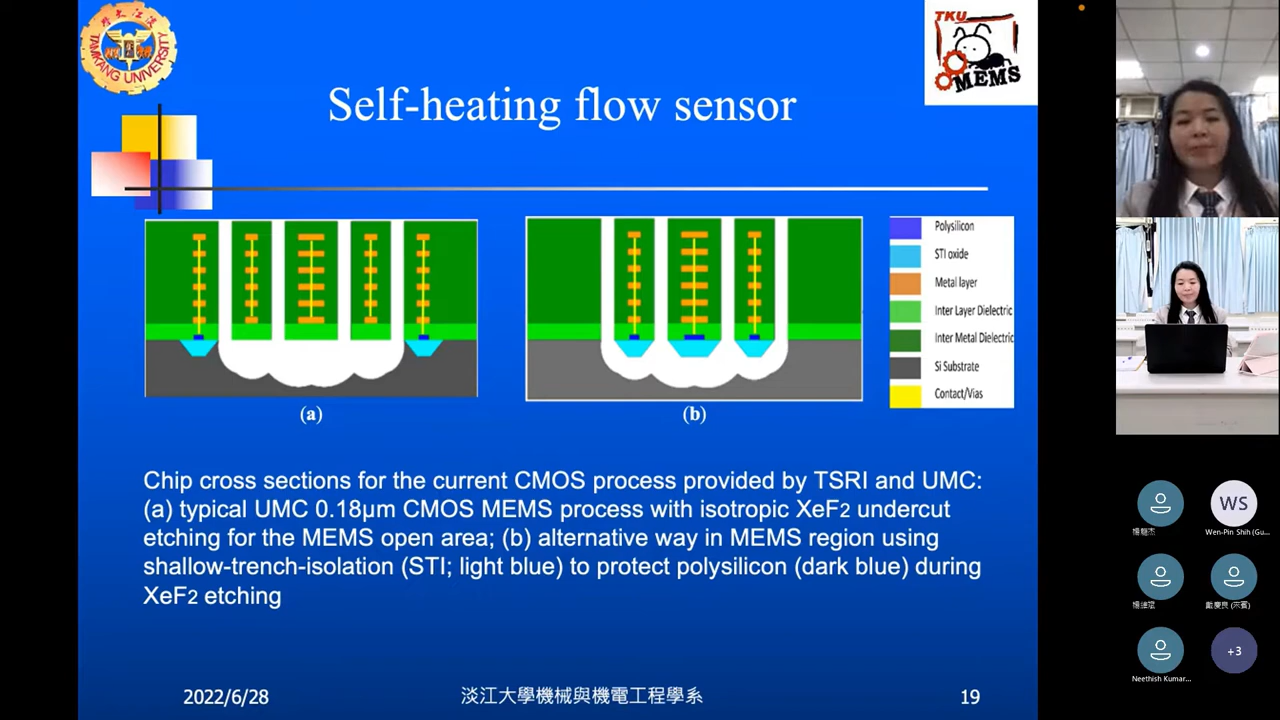 TAMKANG UNIVERSITY
TKU
MEMS
Self-heating flow sensor
Polysilicon
STI oxide
Metal layer
Inter Layer Dielectric
Inter Metal Dielectric
Si Substrate
Contact/Vias
(a)
(b)
Chip cross sections for the current CMOS process provided by TSRI and UMC:
(a) typical UMC 0.18μm CMOS MEMS process with isotropic XeF2 undercut
etching for the MEMS open area; (b) alternative way in MEMS region using
shallow-trench-isolation (STI; light blue) to protect polysilicon (dark blue) during
XeF2 etching
2022/6/28
淡江大學機械與機電工程學系
19
WS
Wen-Pin Shih (Gu...
戴慶良 (來賓)
Neethish Kumar...
+3